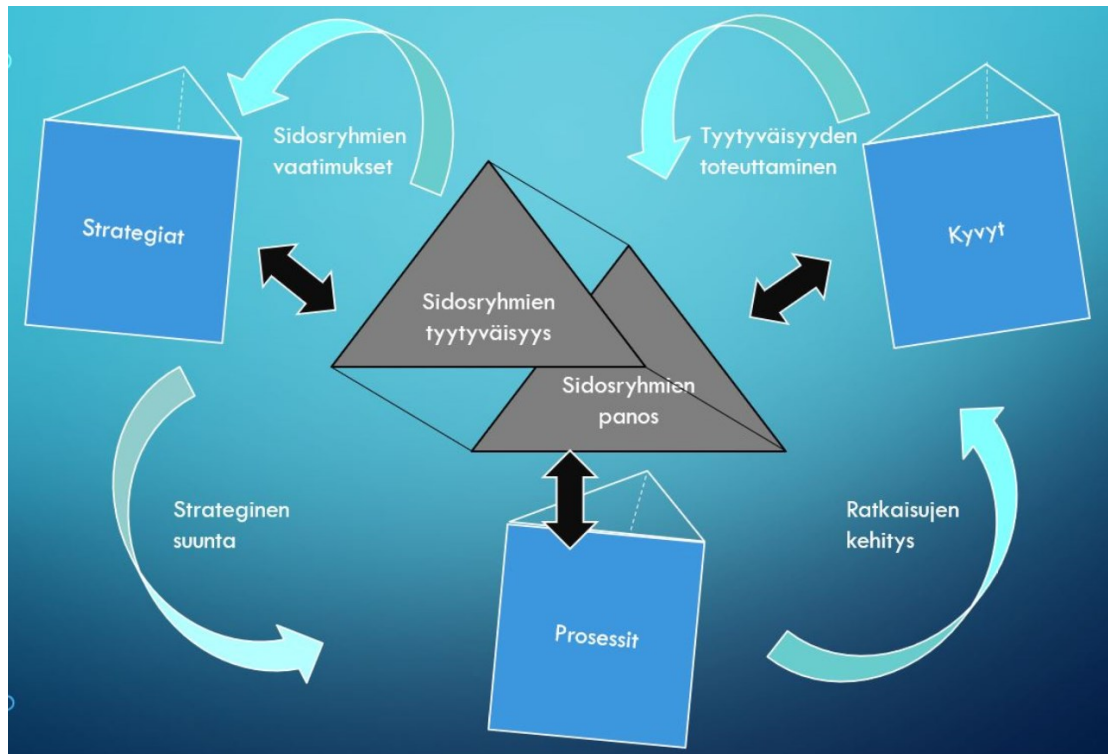 Sidosryhmien
vaatimukset
Tyytyväisyyden
toteuttaminen
Strategiat
Kyvyt
Sidosryhmien
tyytyväisyys
Sidosryhmien
panos
Strateginen
suunta
Ratkaisujen
kehitys
Prosessit